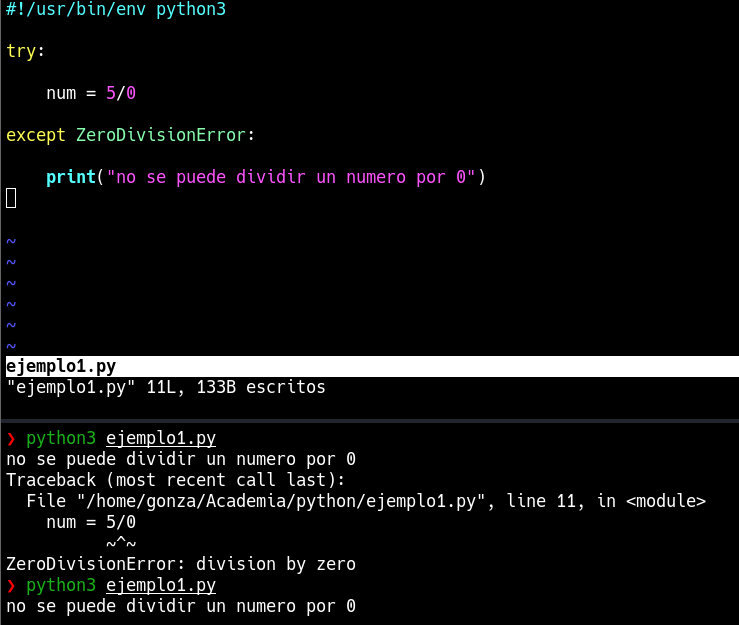 #!/usr/bin/env python3
try:
num = 5/0
except ZeroDivisionError:
print("no se puede dividir un numero por 0")
~
~
~
~
~
~
ejemplo1.py
"ejemplo1.py" 11L, 133B escritos
❯ python3 ejemplo1.py
no se puede dividir un numero por 0
Traceback (most recent call last):
File "/home/gonza/Academia/python/ejemplo1.py", line 11, in <module>
num = 5/0
~^~
ZeroDivisionError: division by zero
❯ python3 ejemplo1.py
no se puede dividir un numero por 0